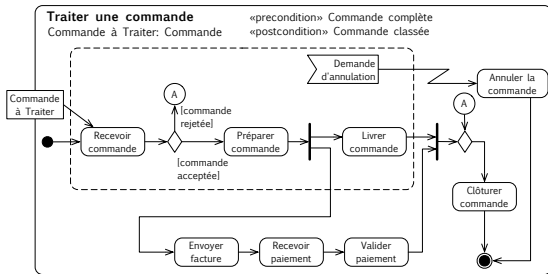 Traiter une commande
«precondition» Commande complète
Commande à Traiter: Commande
«postcondition» Commande classée
Demande
d'annulation
Annuler la
commande
Commande
à Traiter
A
[commande
rejetée]
A
Recevoir
commande
Préparer
commande
Livrer
commande
[commande
acceptée]
Clôturer
commande
Envoyer
facture
Recevoir
paiement
Valider
paiement